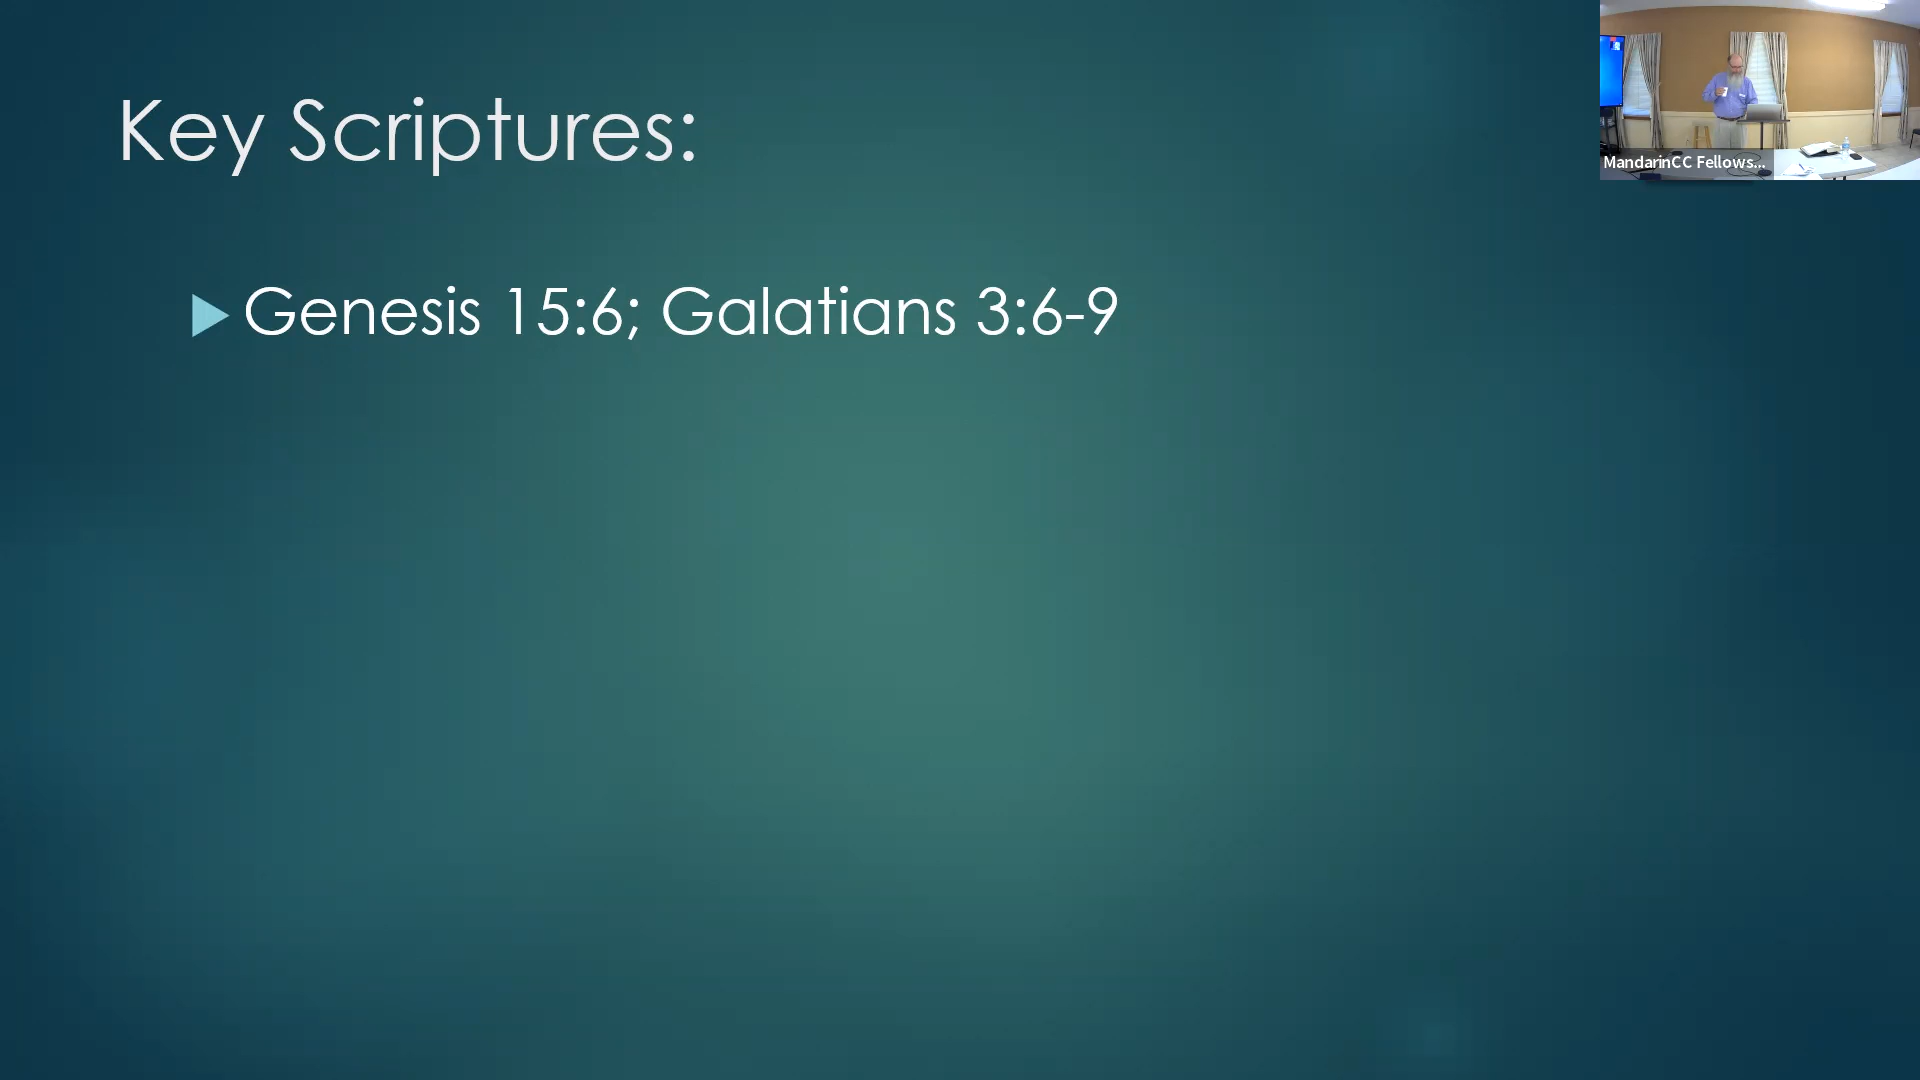 Key Scriptures:
Genesis 15:6; Galatians 3:6-9
MandarinCC Fellows...